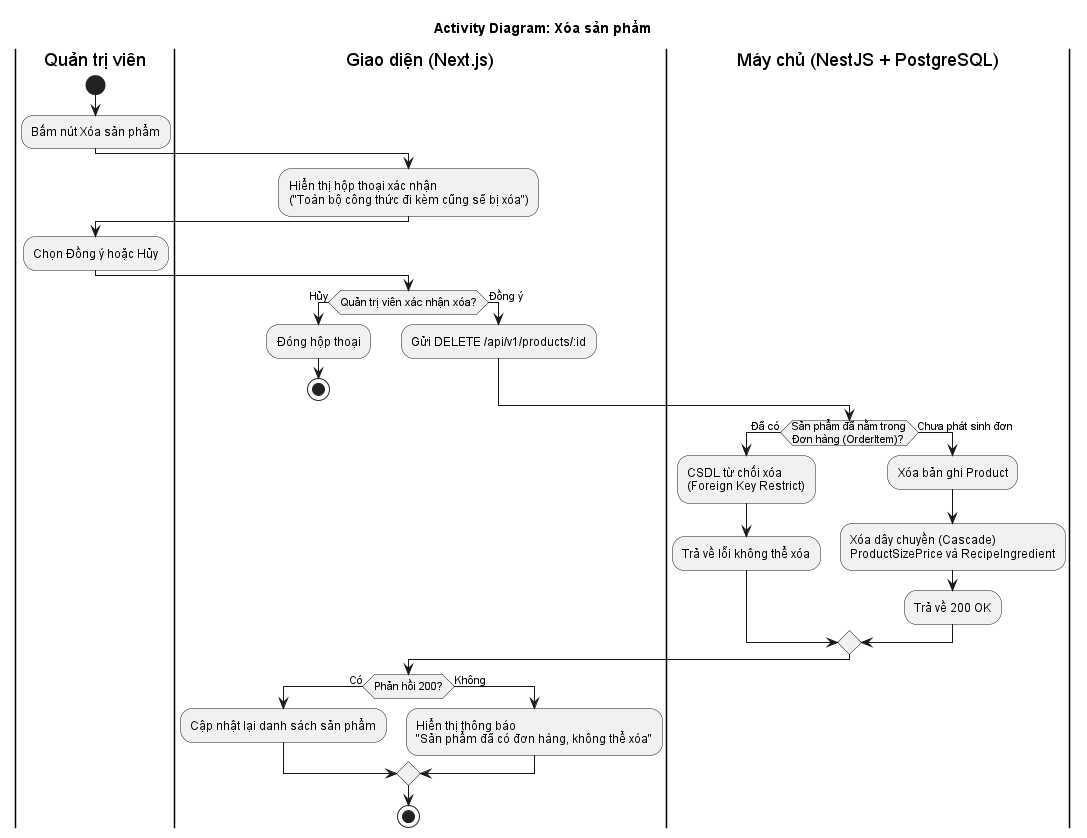 Activity Diagram: Xóa sản phẩm
Quản trị viên
Giao diện (Next.js)
Máy chủ (NestJS + PostgreSQL)
Bấm nút Xóa sản phẩm
Hiển thị hộp thoại xác nhận
("Toàn bộ công thức đi kèm cũng sẽ bị xóa")
Chọn Đồng ý hoặc Hủy
Hủy
Quản trị viên xác nhận xóa?
Đồng ý
Đóng hộp thoại
Gửi DELETE /api/v1/products/:id
Đã có
Sản phẩm đã nằm trong
Đơn hàng (OrderItem)?
Chưa phát sinh đơn
CSDL từ chối xóa
(Foreign Key Restrict)
Xóa bản ghi Product
Trả về lỗi không thể xóa
Xóa dây chuyền (Cascade)
ProductSizePrice và RecipeIngredient
Trả về 200 OK
Có
Phản hồi 200?
Không
Cập nhật lại danh sách sản phẩm
Hiển thị thông báo
"Sản phẩm đã có đơn hàng, không thể xóa"